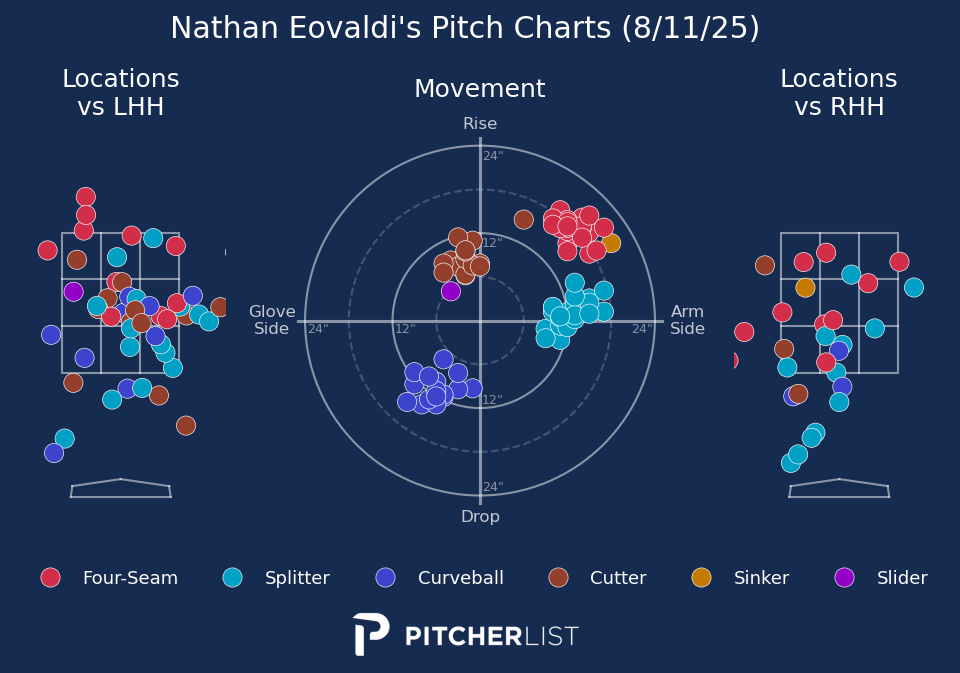 Nathan Eovaldi's Pitch Charts (8/11/25)
Locations
vs LHH
Movement
Locations
vs RHH
Rise
24"
12"
Glove
Side
24"
12"
24"
Arm
Side
12"
24"
Drop
Four-Seam
Splitter
Curveball
Cutter
Sinker
Slider
PITCHERLIST